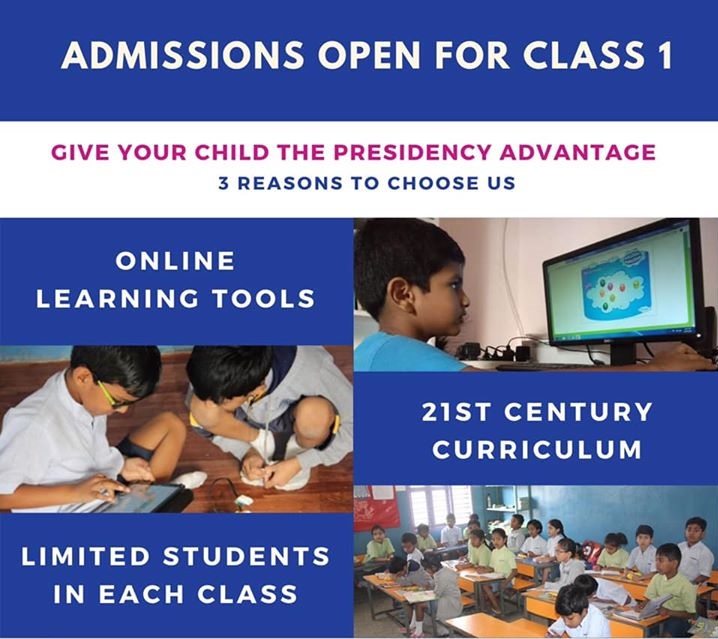 ADMISSIONS OPEN FOR CLASS 1
GIVE YOUR CHILD THE PRESIDENCY ADVANTAGE
3 REASONS TO CHOOSE US
ONLINE
LEARNING TOOLS
21ST CENTURY
CURRICULUM
LIMITED STUDENTS
IN EACH CLASS